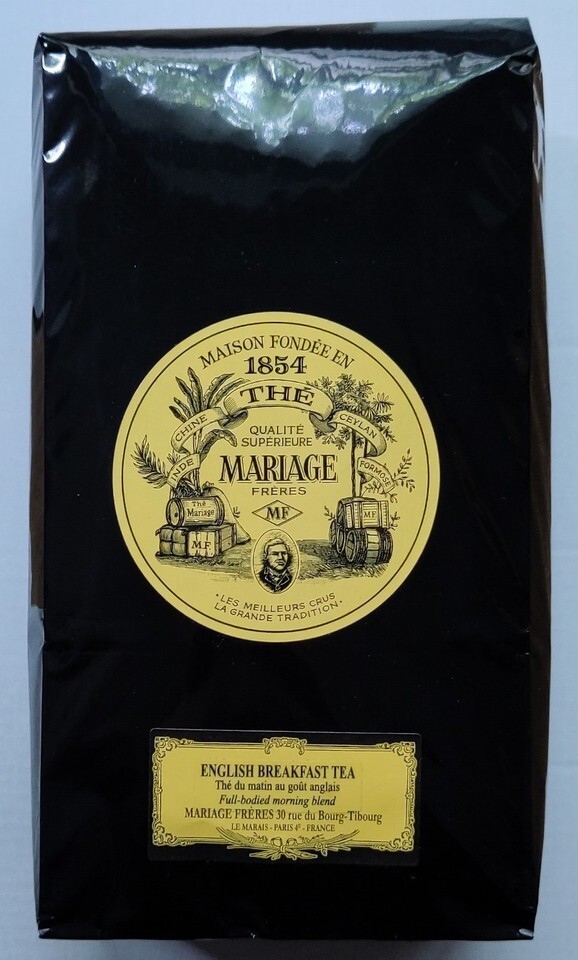 MAISON FONDÉE EN
1854
THÉ
CHINE
CEYLAN
INDE
FORMOSE
QUALITÉ
SUPÉRIEURE
MARIAGE
FRÈRES
MF
Thé
Mariage
M.F
MF
•LES MEILLEURS CRUS
LA GRANDE TRADITION•
ENGLISH BREAKFAST TEA
Thé du matin au goût anglais
Full-bodied morning blend
MARIAGE FRÈRES 30 rue du Bourg-Tibourg
LE MARAIS - PARIS 4E - FRANCE